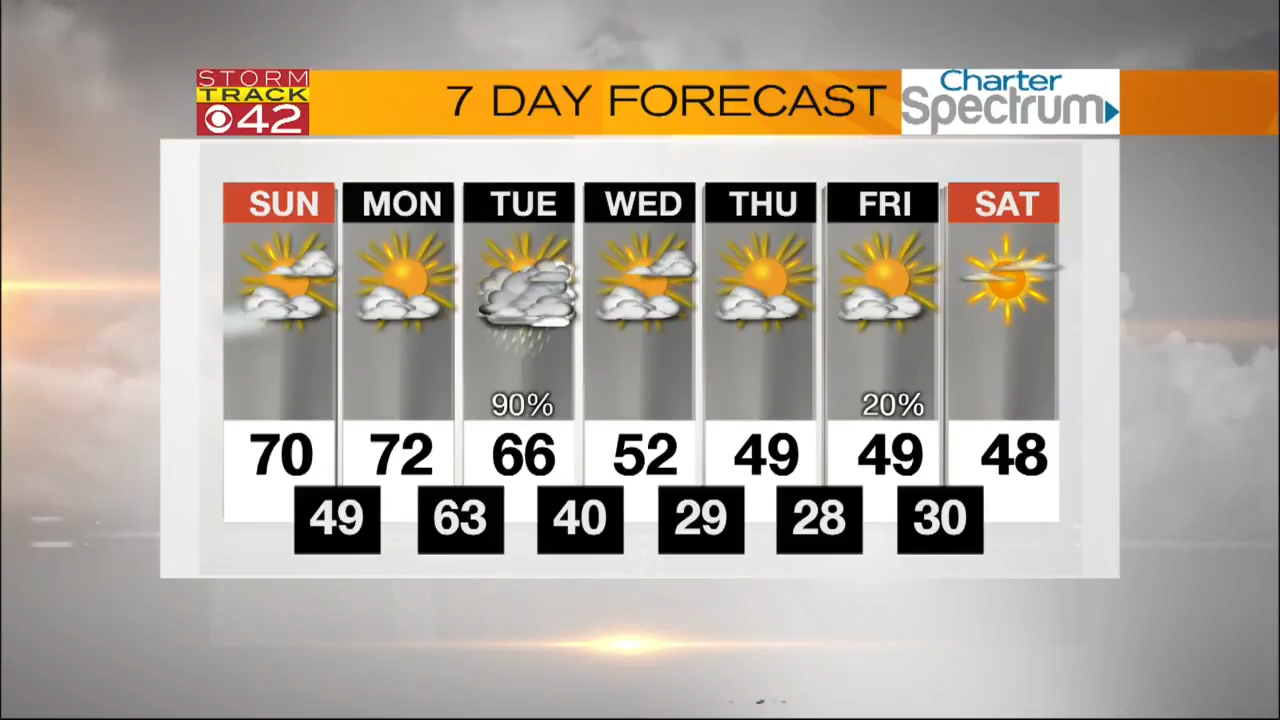 STORM
TRACK
42
7 DAY FORECAST
Charter
Spectrum
SUN MON TUE WED THU FRI SAT
90% 20%
70 72 66 52 49 49 48
49 63 40 29 28 30